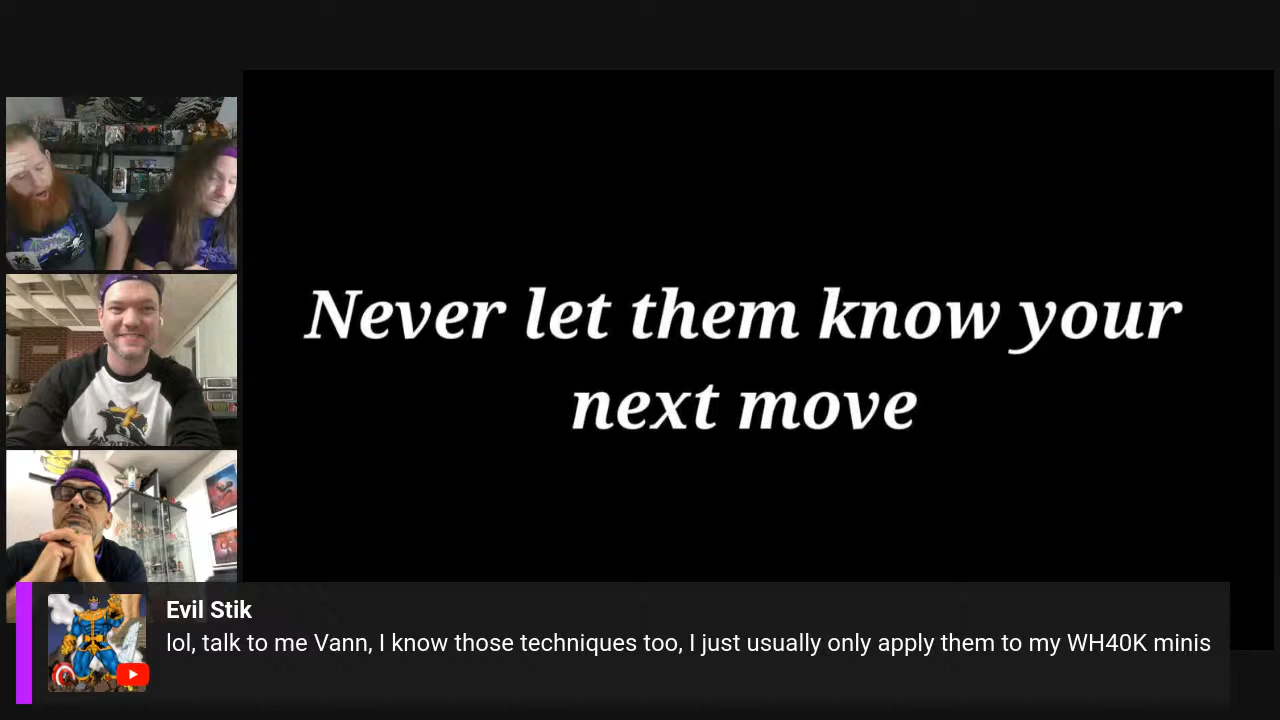 Never let them know your
next move
Evil Stik
lol, talk to me Vann, I know those techniques too, I just usually only apply them to my WH40K minis